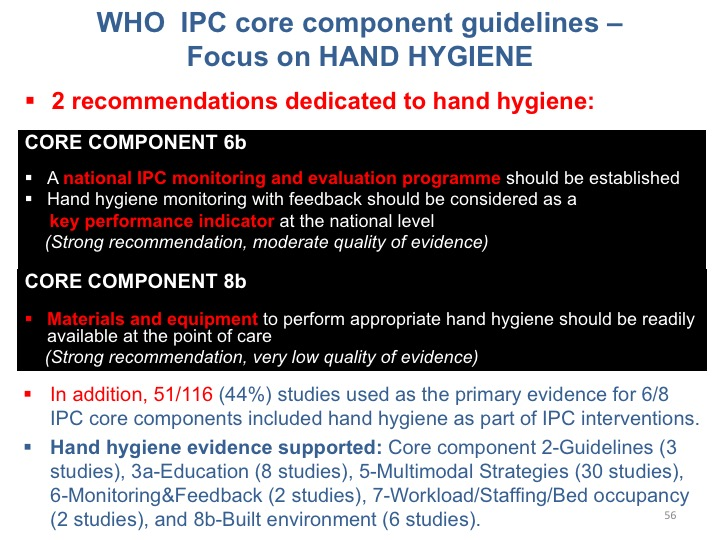 WHO  IPC core component guidelines –
Focus on HAND HYGIENE
▪ 2 recommendations dedicated to hand hygiene:
CORE COMPONENT 6b
▪ A national IPC monitoring and evaluation programme should be established
▪ Hand hygiene monitoring with feedback should be considered as a
key performance indicator at the national level
(Strong recommendation, moderate quality of evidence)
CORE COMPONENT 8b
▪ Materials and equipment to perform appropriate hand hygiene should be readily
available at the point of care
(Strong recommendation, very low quality of evidence)
▪ In addition, 51/116 (44%) studies used as the primary evidence for 6/8
IPC core components included hand hygiene as part of IPC interventions.
▪ Hand hygiene evidence supported: Core component 2-Guidelines (3
studies), 3a-Education (8 studies), 5-Multimodal Strategies (30 studies),
6-Monitoring&Feedback (2 studies), 7-Workload/Staffing/Bed occupancy
(2 studies), and 8b-Built environment (6 studies).
56